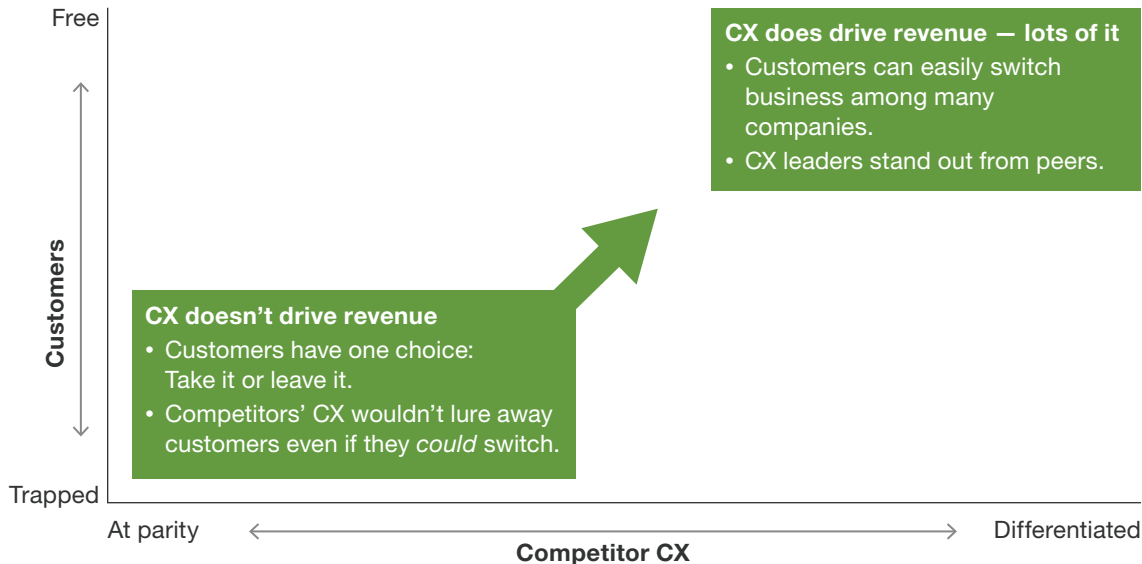 Free
CX does drive revenue — lots of it
• Customers can easily switch
business among many
companies.
• CX leaders stand out from peers.
Customers
CX doesn’t drive revenue
• Customers have one choice:
Take it or leave it.
• Competitors’ CX wouldn’t lure away
customers even if they could switch.
Trapped
At parity
Differentiated
Competitor CX